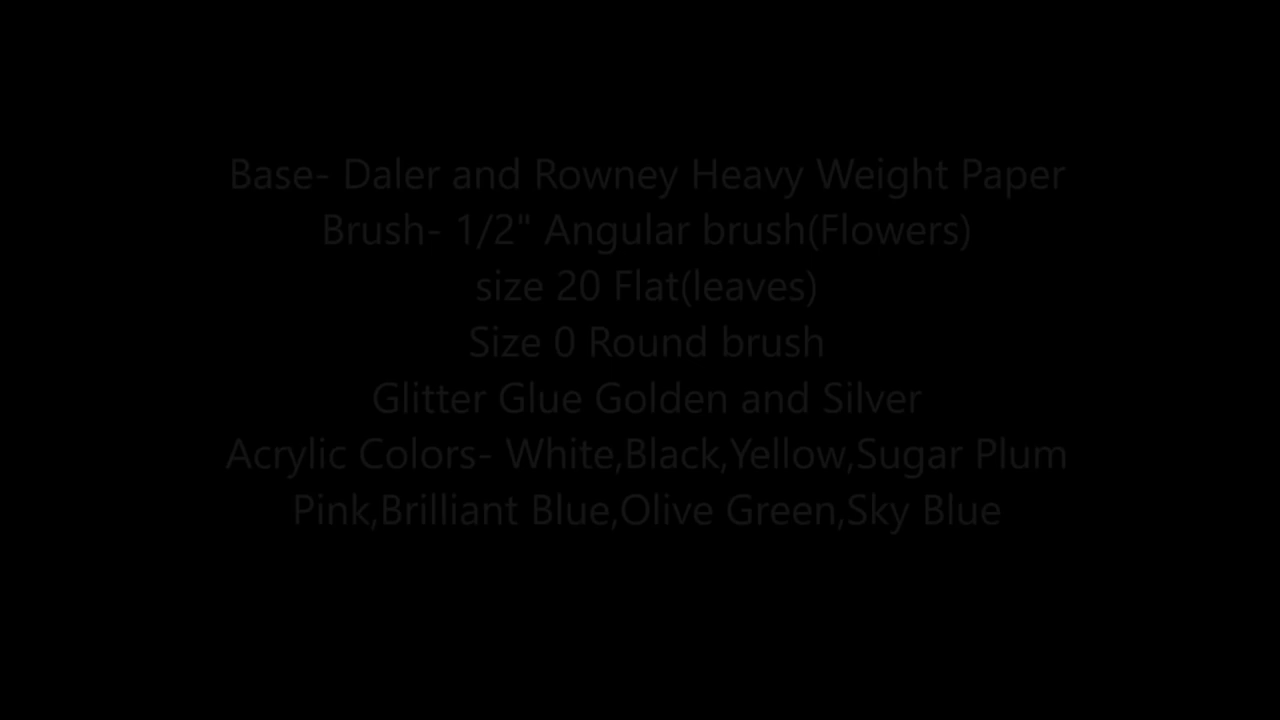 Base- Daler and Rowney Heavy Weight Paper
Brush- 1/2" Angular brush(Flowers)
size 20 Flat(leaves)
Size 0 Round brush
Glitter Glue Golden and Silver
Acrylic Colors- White,Black,Yellow,Sugar Plum
Pink,Brilliant Blue,Olive Green,Sky Blue